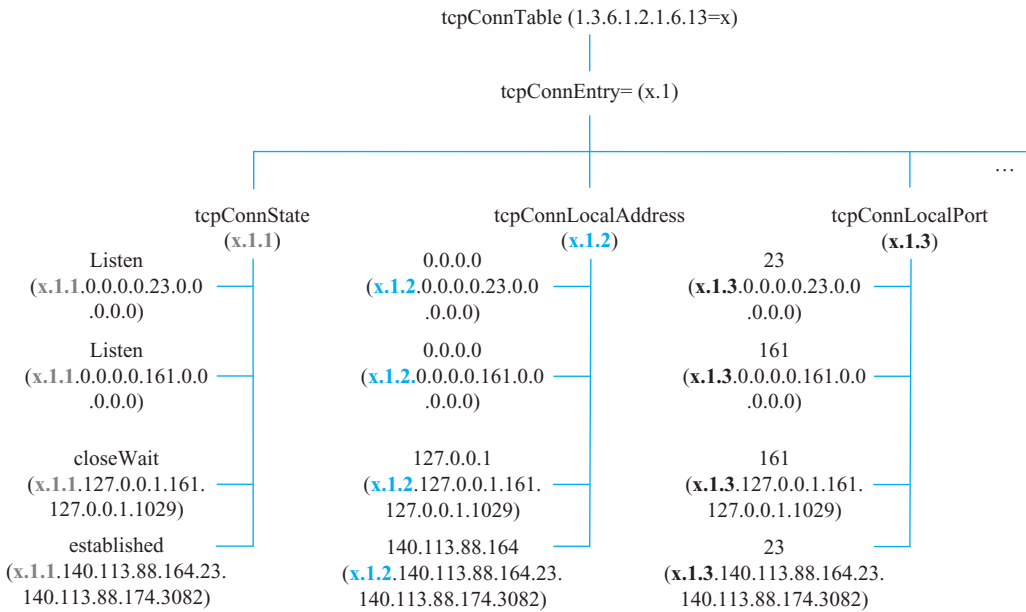 tcpConnTable (1.3.6.1.2.1.6.13=x)
tcpConnEntry= (x.1)
...
tcpConnState
(x.1.1)
Listen
(x.1.1.0.0.0.0.23.0.0
.0.0.0)
Listen
(x.1.1.0.0.0.0.161.0.0
.0.0.0)
closeWait
(x.1.1.127.0.0.1.161.
127.0.0.1.1029)
established
(x.1.1.140.113.88.164.23.
140.113.88.174.3082)
tcpConnLocalAddress
(x.1.2)
0.0.0.0
(x.1.2.0.0.0.0.23.0.0
.0.0.0)
0.0.0.0
(x.1.2.0.0.0.0.161.0.0
.0.0.0)
127.0.0.1
(x.1.2.127.0.0.1.161.
127.0.0.1.1029)
140.113.88.164
(x.1.2.140.113.88.164.23.
140.113.88.174.3082)
tcpConnLocalPort
(x.1.3)
23
(x.1.3.0.0.0.0.23.0.0
.0.0.0)
161
(x.1.3.0.0.0.0.161.0.0
.0.0.0)
161
(x.1.3.127.0.0.1.161.
127.0.0.1.1029)
23
(x.1.3.140.113.88.164.23.
140.113.88.174.3082)